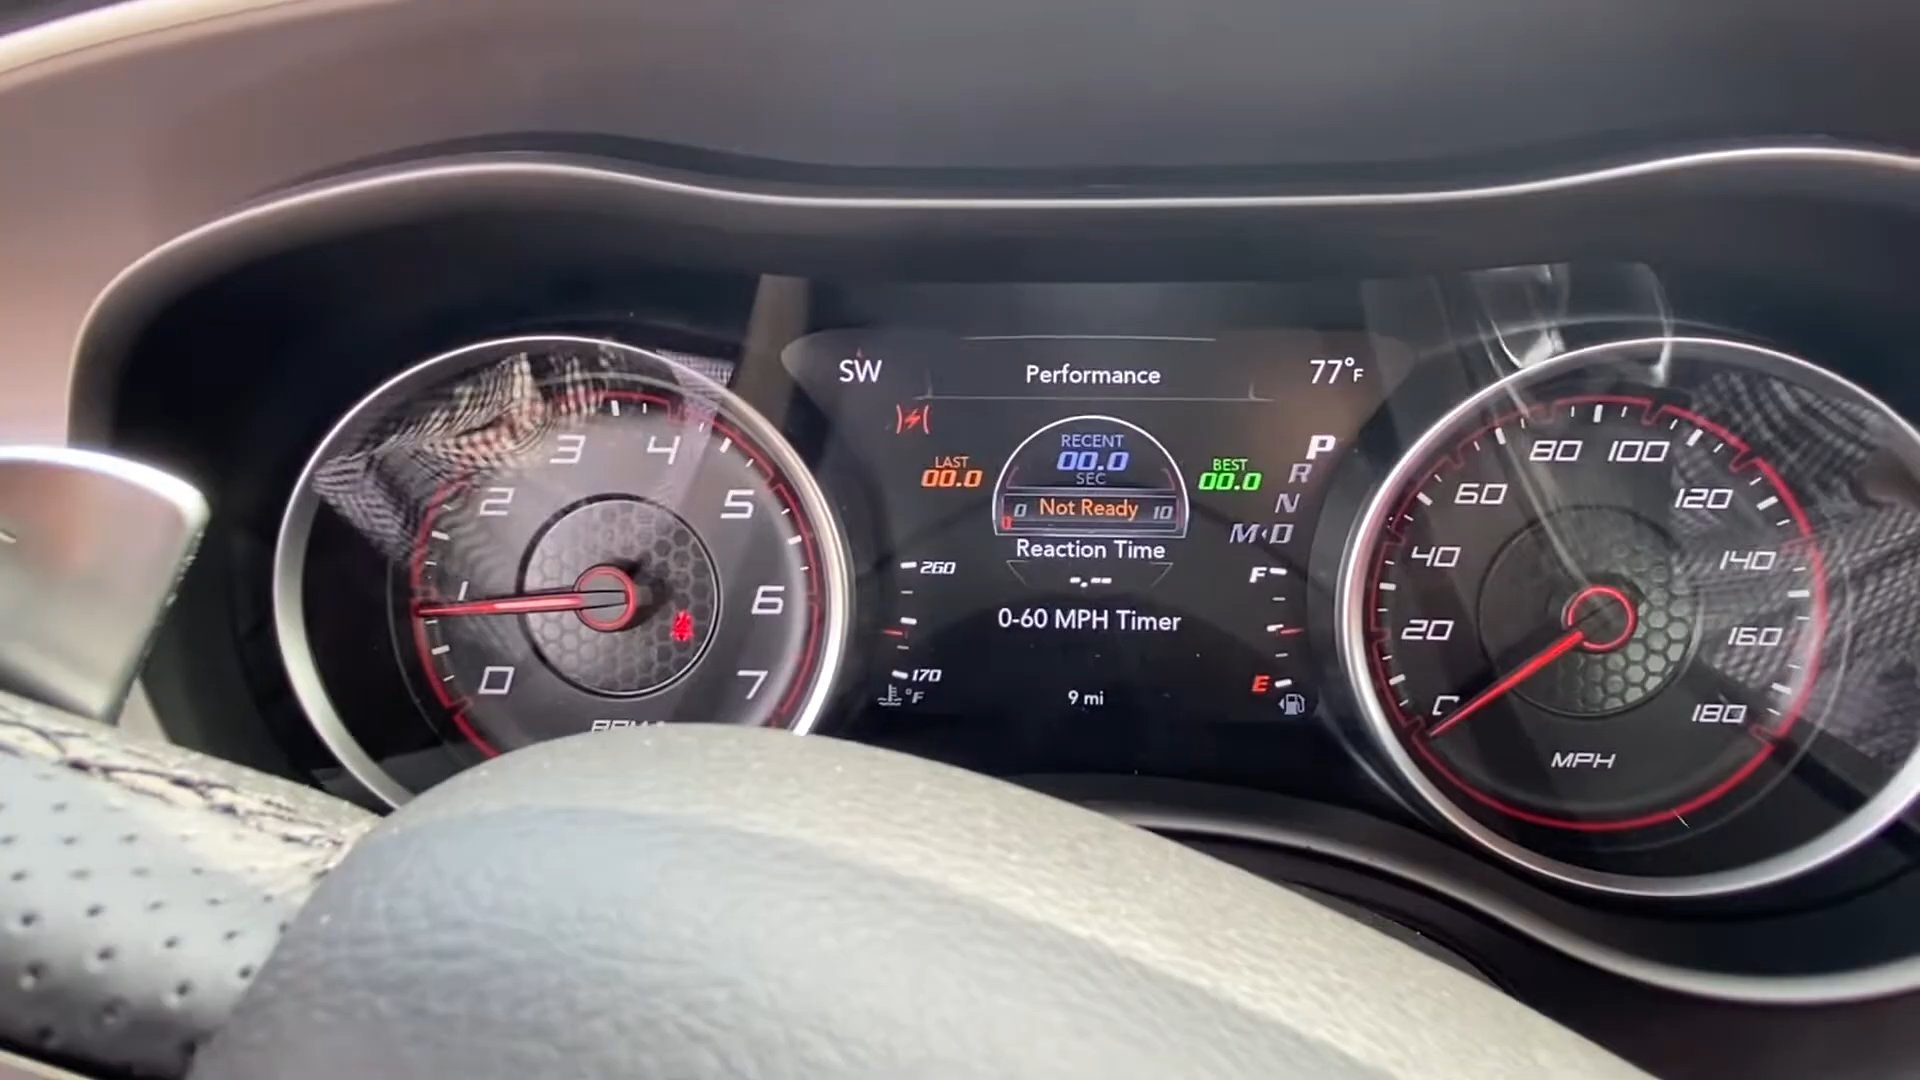 SW
Performance
77°F
RECENT
00.0
SEC
LAST
00.0
BEST
00.0
0 Not Ready 10
Reaction Time
-.--
0-60 MPH Timer
9 mi
P
R
N
M‹D
260
170
°F
F
E
0
1
2
3
4
5
6
7
20
40
60
80
100
120
140
160
180
MPH